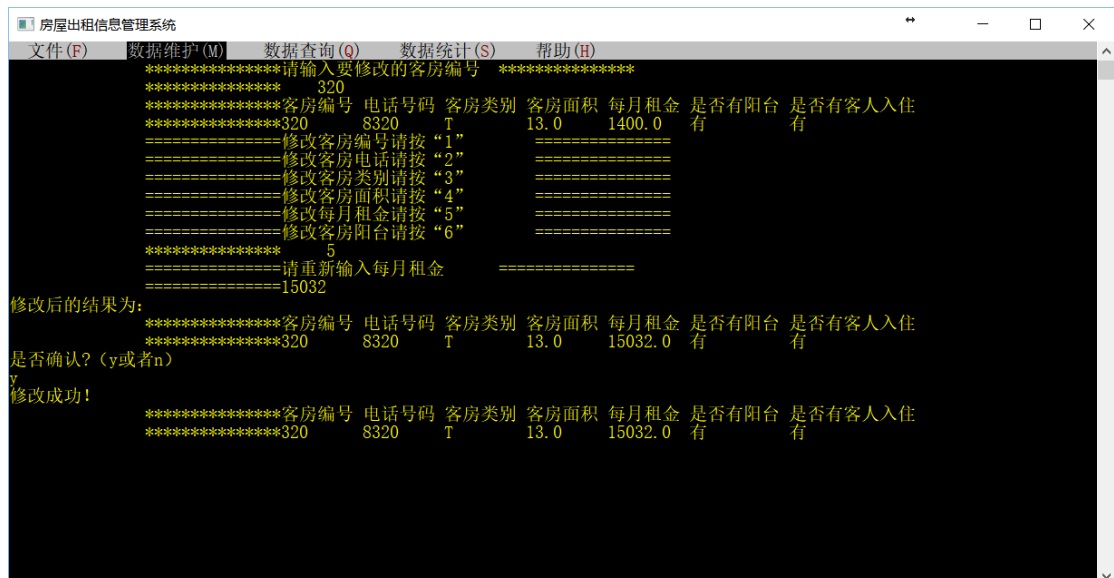 房屋出租信息管理系统
文件(F) 数据维护(M) 数据查询(Q) 数据统计(S) 帮助(H)
***************请输入要修改的客房编号 ***************
*************** 320
***************客房编号 电话号码 客房类别 客房面积 每月租金 是否有阳台 是否有客人入住
***************320 8320 T 13.0 1400.0 有 有
===============修改客房编号请按“1” ===============
===============修改客房电话请按“2” ===============
===============修改客房类别请按“3” ===============
===============修改客房面积请按“4” ===============
===============修改每月租金请按“5” ===============
===============修改客房阳台请按“6” ===============
*************** 5
===============请重新输入每月租金 ===============
===============15032
修改后的结果为:
***************客房编号 电话号码 客房类别 客房面积 每月租金 是否有阳台 是否有客人入住
***************320 8320 T 13.0 15032.0 有 有
是否确认?（y或者n）
y
修改成功!
***************客房编号 电话号码 客房类别 客房面积 每月租金 是否有阳台 是否有客人入住
***************320 8320 T 13.0 15032.0 有 有